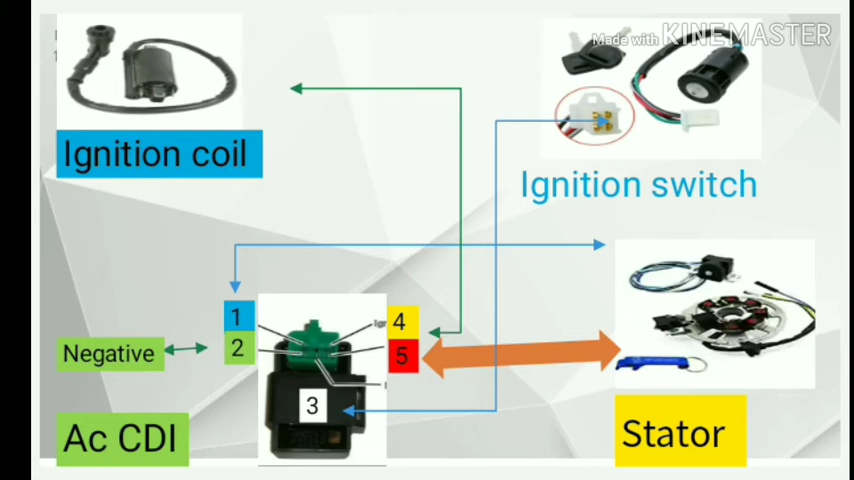 Made with KINEMASTER
Ignition coil
Ignition switch
1
4
2
5
Negative
3
Ac CDI
Stator